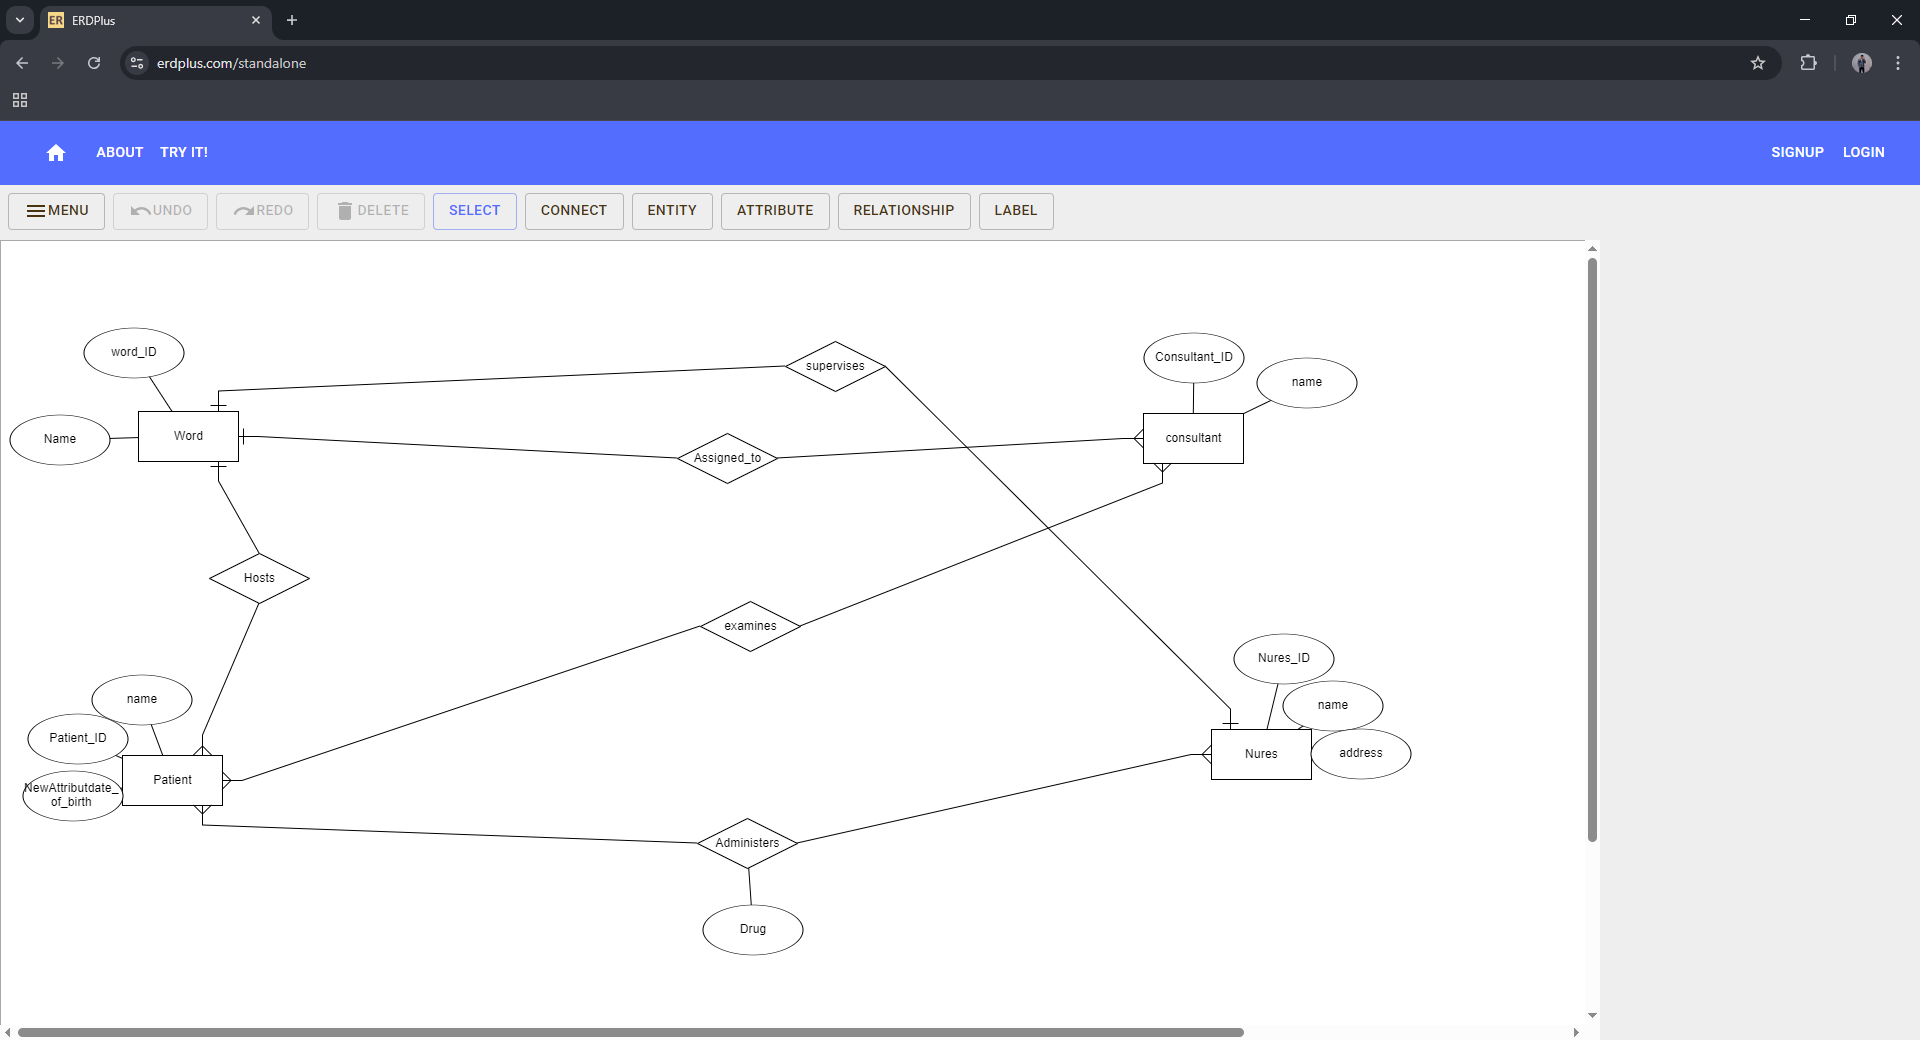 ER ERDPlus
erdplus.com/standalone
ABOUT TRY IT! SIGNUP LOGIN
MENU UNDO REDO DELETE SELECT CONNECT ENTITY ATTRIBUTE RELATIONSHIP LABEL
word_ID
supervises
Consultant_ID
name
Name
Word
Assigned_to
consultant
Hosts
examines
Nures_ID
name
name
Patient_ID
Nures
address
Patient
NewAttributdate_
of_birth
Administers
Drug